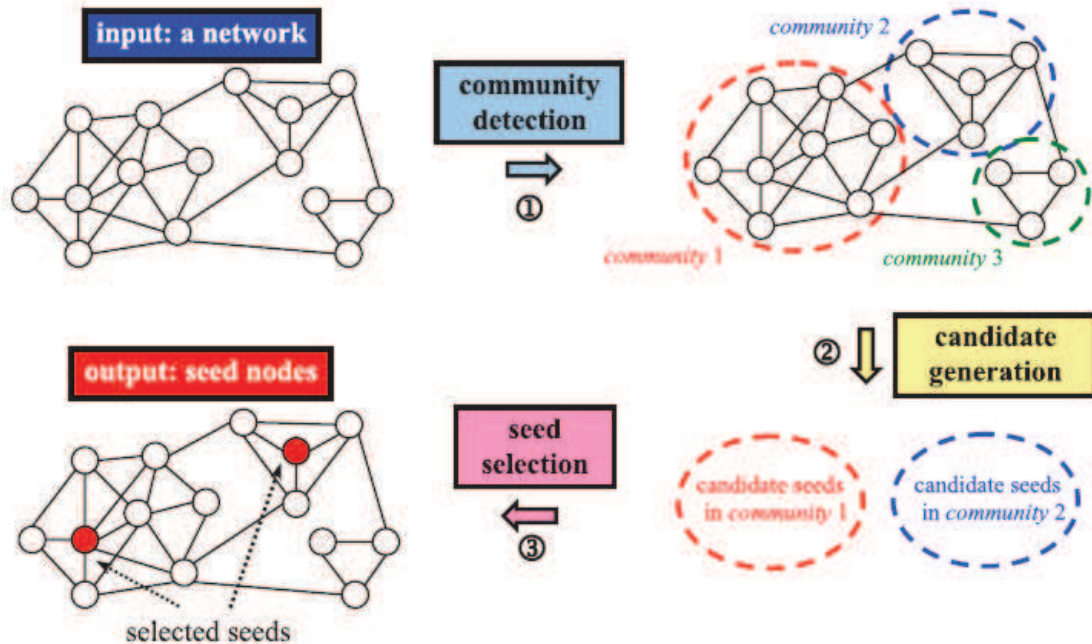 input: a network
community
detection
①
community 2
community 1
community 3
②
candidate
generation
candidate seeds
in community 1
candidate seeds
in community 2
seed
selection
③
output: seed nodes
selected seeds